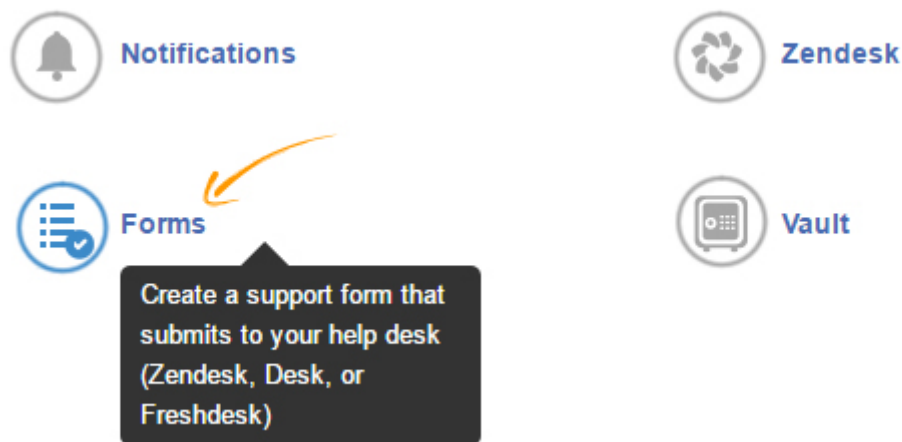 Notifications
Zendesk
Forms
Vault
Create a support form that
submits to your help desk
(Zendesk, Desk, or
Freshdesk)